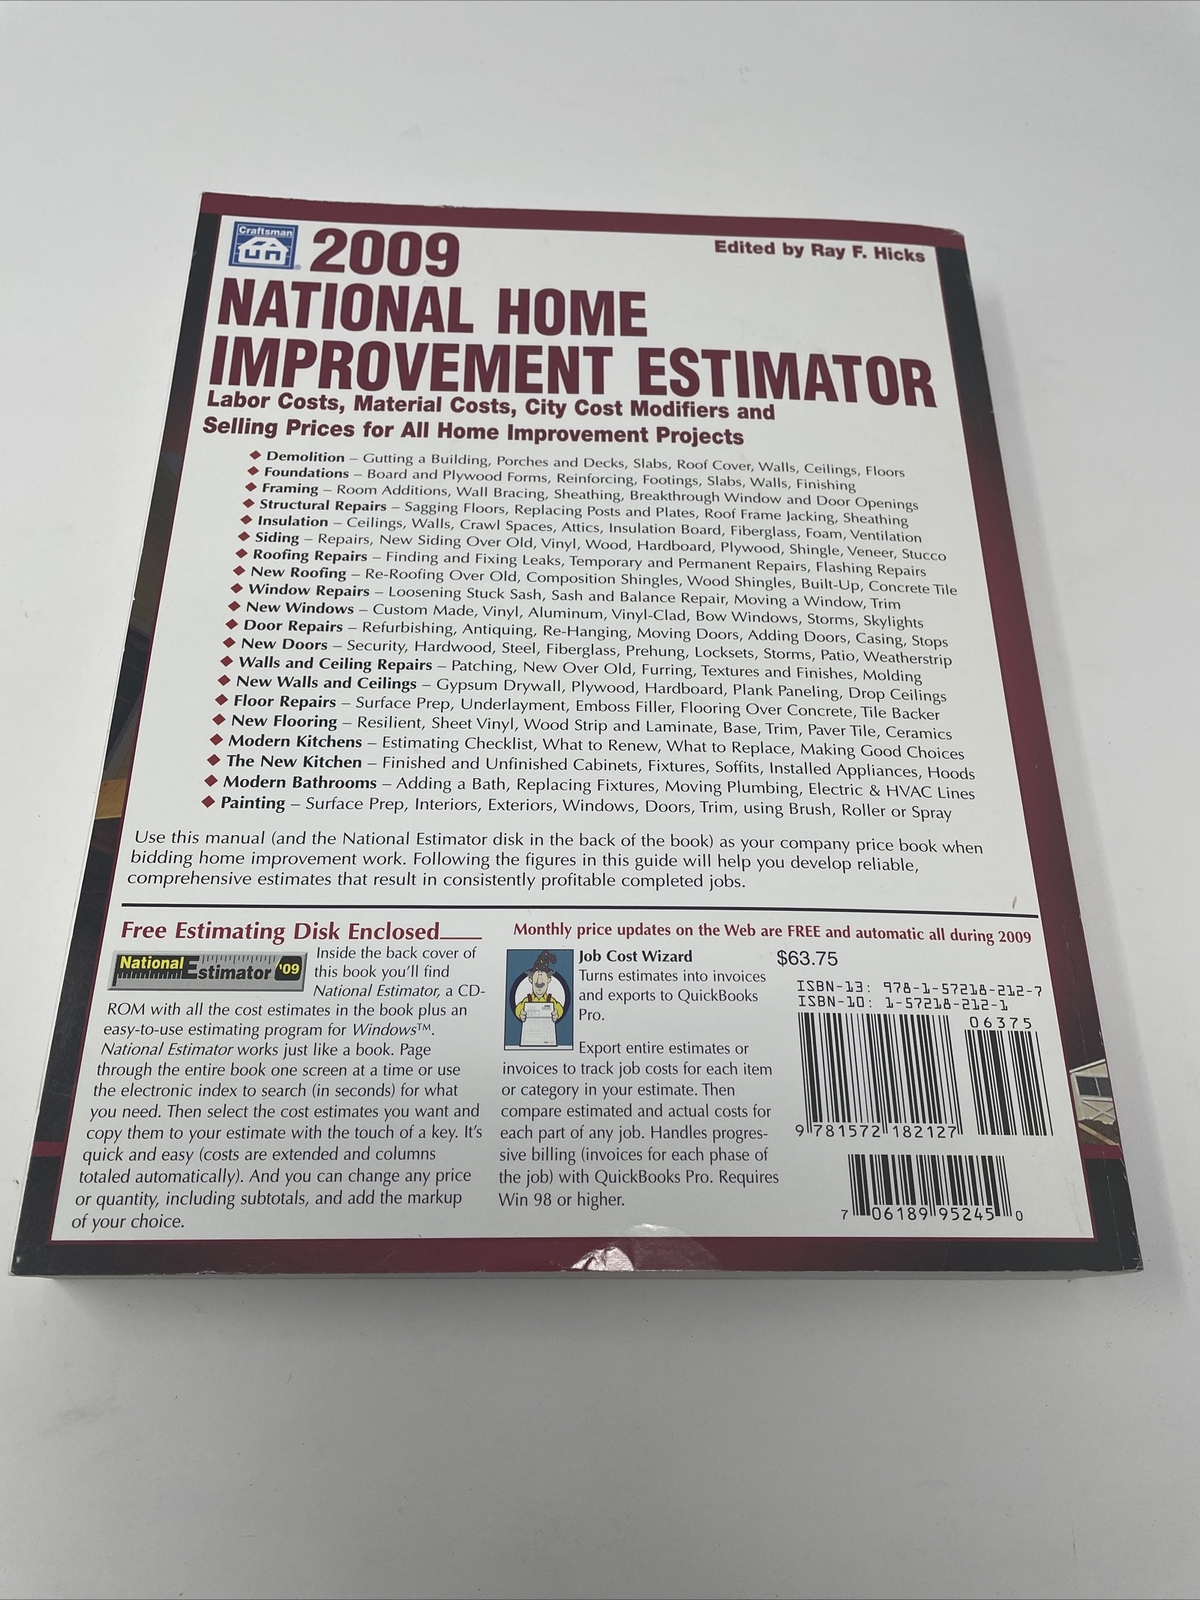 Craftsman
2009
Edited by Ray F. Hicks
NATIONAL HOME
IMPROVEMENT ESTIMATOR
Labor Costs, Material Costs, City Cost Modifiers and
Selling Prices for All Home Improvement Projects
◆ Demolition – Gutting a Building, Porches and Decks, Slabs, Roof Cover, Walls, Ceilings, Floors
◆ Foundations – Board and Plywood Forms, Reinforcing, Footings, Slabs, Walls, Finishing
◆ Framing – Room Additions, Wall Bracing, Sheathing, Breakthrough Window and Door Openings
◆ Structural Repairs – Sagging Floors, Replacing Posts and Plates, Roof Frame Jacking, Sheathing
◆ Insulation – Ceilings, Walls, Crawl Spaces, Attics, Insulation Board, Fiberglass, Foam, Ventilation
◆ Siding – Repairs, New Siding Over Old, Vinyl, Wood, Hardboard, Plywood, Shingle, Veneer, Stucco
◆ Roofing Repairs – Finding and Fixing Leaks, Temporary and Permanent Repairs, Flashing Repairs
◆ New Roofing – Re-Roofing Over Old, Composition Shingles, Wood Shingles, Built-Up, Concrete Tile
◆ Window Repairs – Loosening Stuck Sash, Sash and Balance Repair, Moving a Window, Trim
◆ New Windows – Custom Made, Vinyl, Aluminum, Vinyl-Clad, Bow Windows, Storms, Skylights
◆ Door Repairs – Refurbishing, Antiquing, Re-Hanging, Moving Doors, Adding Doors, Casing, Stops
◆ New Doors – Security, Hardwood, Steel, Fiberglass, Prehung, Locksets, Storms, Patio, Weatherstrip
◆ Walls and Ceiling Repairs – Patching, New Over Old, Furring, Textures and Finishes, Molding
◆ New Walls and Ceilings – Gypsum Drywall, Plywood, Hardboard, Plank Paneling, Drop Ceilings
◆ Floor Repairs – Surface Prep, Underlayment, Emboss Filler, Flooring Over Concrete, Tile Backer
◆ New Flooring – Resilient, Sheet Vinyl, Wood Strip and Laminate, Base, Trim, Paver Tile, Ceramics
◆ Modern Kitchens – Estimating Checklist, What to Renew, What to Replace, Making Good Choices
◆ The New Kitchen – Finished and Unfinished Cabinets, Fixtures, Soffits, Installed Appliances, Hoods
◆ Modern Bathrooms – Adding a Bath, Replacing Fixtures, Moving Plumbing, Electric & HVAC Lines
◆ Painting – Surface Prep, Interiors, Exteriors, Windows, Doors, Trim, using Brush, Roller or Spray
Use this manual (and the National Estimator disk in the back of the book) as your company price book when
bidding home improvement work. Following the figures in this guide will help you develop reliable,
comprehensive estimates that result in consistently profitable completed jobs.
Free Estimating Disk Enclosed
National Estimator '09
Inside the back cover of
this book you'll find
National Estimator, a CD-
ROM with all the cost estimates in the book plus an
easy-to-use estimating program for Windows™.
National Estimator works just like a book. Page
through the entire book one screen at a time or use
the electronic index to search (in seconds) for what
you need. Then select the cost estimates you want and
copy them to your estimate with the touch of a key. It's
quick and easy (costs are extended and columns
totaled automatically). And you can change any price
or quantity, including subtotals, and add the markup
of your choice.
Monthly price updates on the Web are FREE and automatic all during 2009
Job Cost Wizard
Turns estimates into invoices
and exports to QuickBooks
Pro.
Export entire estimates or
invoices to track job costs for each item
or category in your estimate. Then
compare estimated and actual costs for
each part of any job. Handles progres-
sive billing (invoices for each phase of
the job) with QuickBooks Pro. Requires
Win 98 or higher.
$63.75
ISBN-13: 978-1-57218-212-7
ISBN-10: 1-57218-212-1
06375
9 781572 182127
7 06189 95245 0